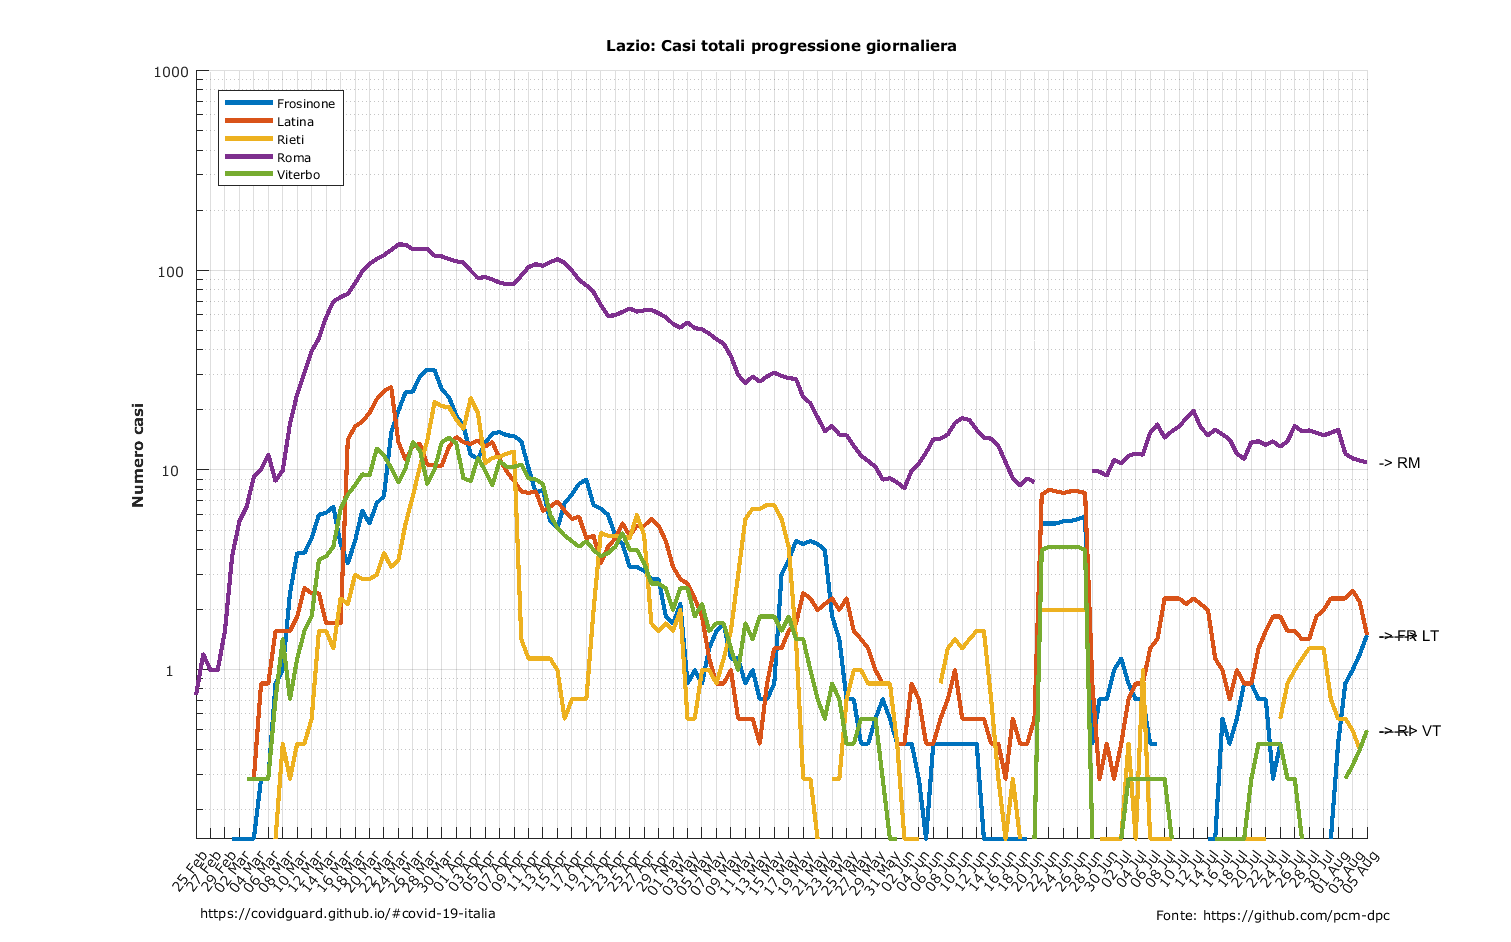 Lazio: Casi totali progressione giornaliera
1000
100
10
1
Numero casi
Frosinone
Latina
Rieti
Roma
Viterbo
-> RM
-> FR
-> LT
-> RI
-> VT
25 Feb
27 Feb
29 Feb
02 Mar
04 Mar
06 Mar
08 Mar
10 Mar
12 Mar
14 Mar
16 Mar
18 Mar
20 Mar
22 Mar
24 Mar
26 Mar
28 Mar
30 Mar
01 Apr
03 Apr
05 Apr
07 Apr
09 Apr
11 Apr
13 Apr
15 Apr
17 Apr
19 Apr
21 Apr
23 Apr
25 Apr
27 Apr
29 Apr
01 May
03 May
05 May
07 May
09 May
11 May
13 May
15 May
17 May
19 May
21 May
23 May
25 May
27 May
29 May
31 May
02 Jun
04 Jun
06 Jun
08 Jun
10 Jun
12 Jun
14 Jun
16 Jun
18 Jun
20 Jun
22 Jun
24 Jun
26 Jun
28 Jun
30 Jun
02 Jul
04 Jul
06 Jul
08 Jul
10 Jul
12 Jul
14 Jul
16 Jul
18 Jul
20 Jul
22 Jul
24 Jul
26 Jul
28 Jul
30 Jul
01 Aug
03 Aug
05 Aug
https://covidguard.github.io/#covid-19-italia
Fonte: https://github.com/pcm-dpc